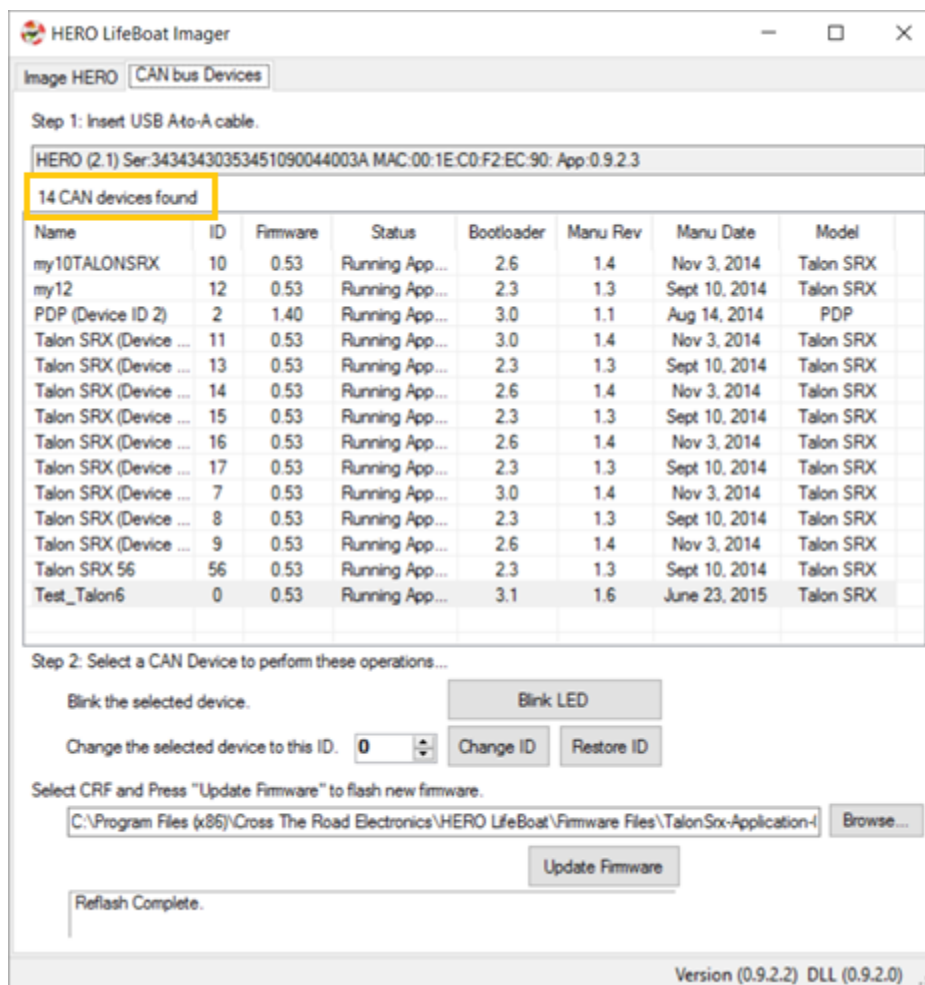 HERO LifeBoat Imager
Image HERO CAN bus Devices
Step 1: Insert USB A-to-A cable.
HERO (2.1) Ser:34343430353451090044003A MAC:00:1E:C0:F2:EC:90: App:0.9.2.3
14 CAN devices found
Name ID Firmware Status Bootloader Manu Rev Manu Date Model
my10TALONSRX 10 0.53 Running App... 2.6 1.4 Nov 3, 2014 Talon SRX
my12 12 0.53 Running App... 2.3 1.3 Sept 10, 2014 Talon SRX
PDP (Device ID 2) 2 1.40 Running App... 3.0 1.1 Aug 14, 2014 PDP
Talon SRX (Device ... 11 0.53 Running App... 3.0 1.4 Nov 3, 2014 Talon SRX
Talon SRX (Device ... 13 0.53 Running App... 2.3 1.3 Sept 10, 2014 Talon SRX
Talon SRX (Device ... 14 0.53 Running App... 2.6 1.4 Nov 3, 2014 Talon SRX
Talon SRX (Device ... 15 0.53 Running App... 2.3 1.3 Sept 10, 2014 Talon SRX
Talon SRX (Device ... 16 0.53 Running App... 2.6 1.4 Nov 3, 2014 Talon SRX
Talon SRX (Device ... 17 0.53 Running App... 2.3 1.3 Sept 10, 2014 Talon SRX
Talon SRX (Device ... 7 0.53 Running App... 3.0 1.4 Nov 3, 2014 Talon SRX
Talon SRX (Device ... 8 0.53 Running App... 2.3 1.3 Sept 10, 2014 Talon SRX
Talon SRX (Device ... 9 0.53 Running App... 2.6 1.4 Nov 3, 2014 Talon SRX
Talon SRX 56 56 0.53 Running App... 2.3 1.3 Sept 10, 2014 Talon SRX
Test_Talon6 0 0.53 Running App... 3.1 1.6 June 23, 2015 Talon SRX
Step 2: Select a CAN Device to perform these operations...
Blink the selected device. Blink LED
Change the selected device to this ID. 0 Change ID Restore ID
Select CRF and Press "Update Firmware" to flash new firmware.
C:\Program Files (x86)\Cross The Road Electronics\HERO LifeBoat\Firmware Files\TalonSrx-Application- Browse...
Update Firmware
Reflash Complete.
Version (0.9.2.2) DLL (0.9.2.0)